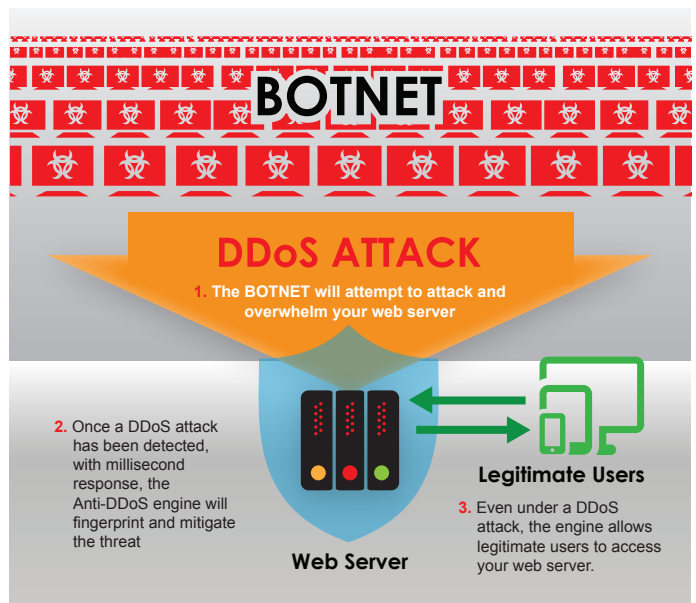 BOTNET
DDoS ATTACK
1. The BOTNET will attempt to attack and
overwhelm your web server
2. Once a DDoS attack
has been detected,
with millisecond
response, the
Anti-DDoS engine will
fingerprint and mitigate
the threat
Web Server
Legitimate Users
3. Even under a DDoS
attack, the engine allows
legitimate users to access
your web server.